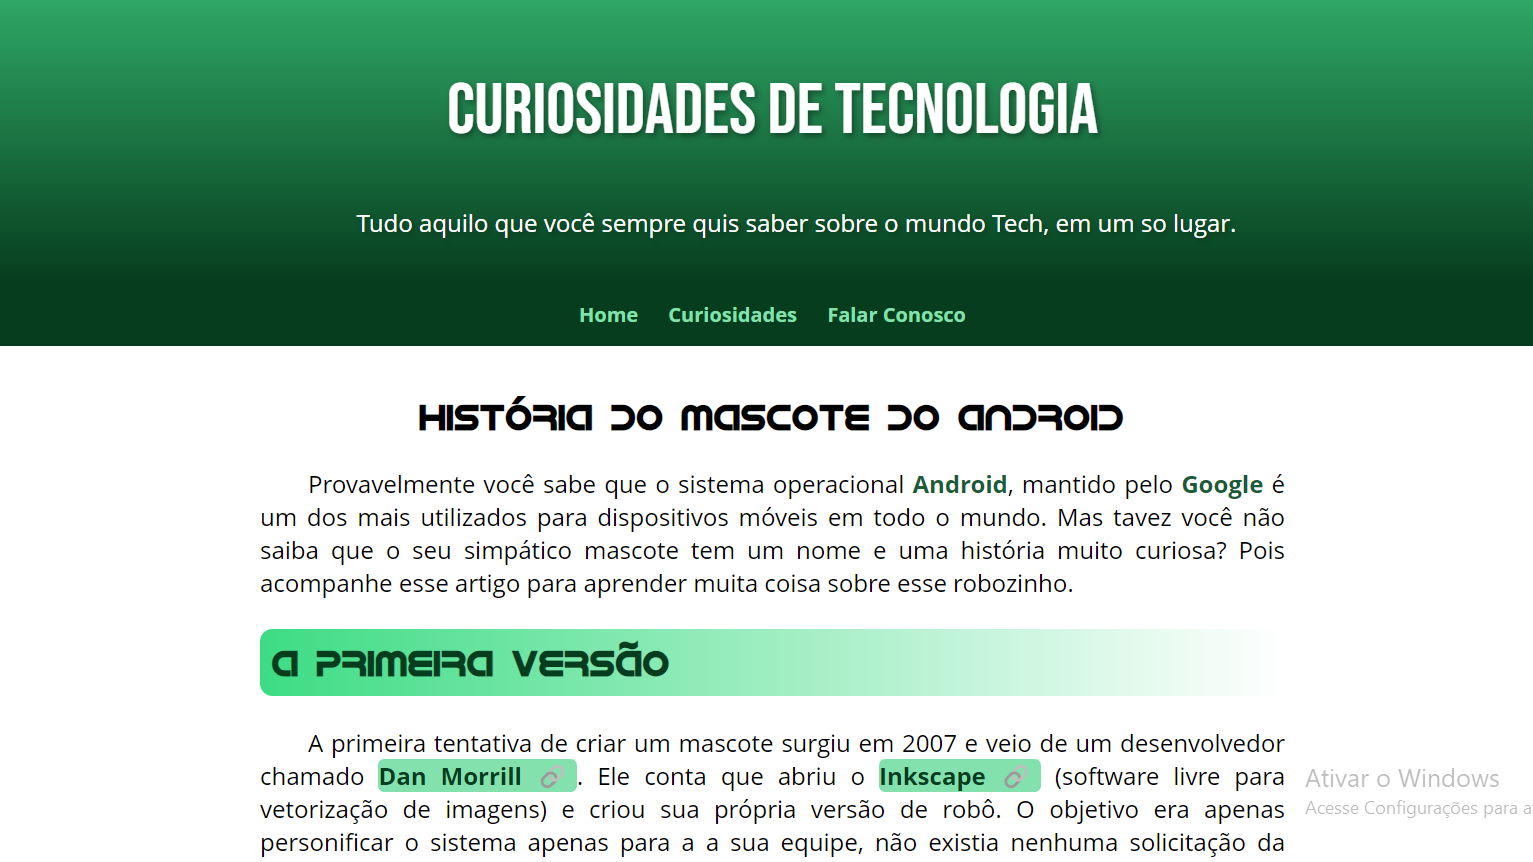 CURIOSIDADES DE TECNOLOGIA
Tudo aquilo que você sempre quis saber sobre o mundo Tech, em um so lugar.
Home Curiosidades Falar Conosco
HISTÓRIA DO MASCOTE DO ANDROID
Provavelmente você sabe que o sistema operacional Android, mantido pelo Google é
um dos mais utilizados para dispositivos móveis em todo o mundo. Mas tavez você não
saiba que o seu simpático mascote tem um nome e uma história muito curiosa? Pois
acompanhe esse artigo para aprender muita coisa sobre esse robozinho.
A PRIMEIRA VERSÃO
A primeira tentativa de criar um mascote surgiu em 2007 e veio de um desenvolvedor
chamado Dan Morrill 🔗. Ele conta que abriu o Inkscape 🔗 (software livre para
vetorização de imagens) e criou sua própria versão de robô. O objetivo era apenas
personificar o sistema apenas para a a sua equipe, não existia nenhuma solicitação da
Ativar o Windows
Acesse Configurações para a